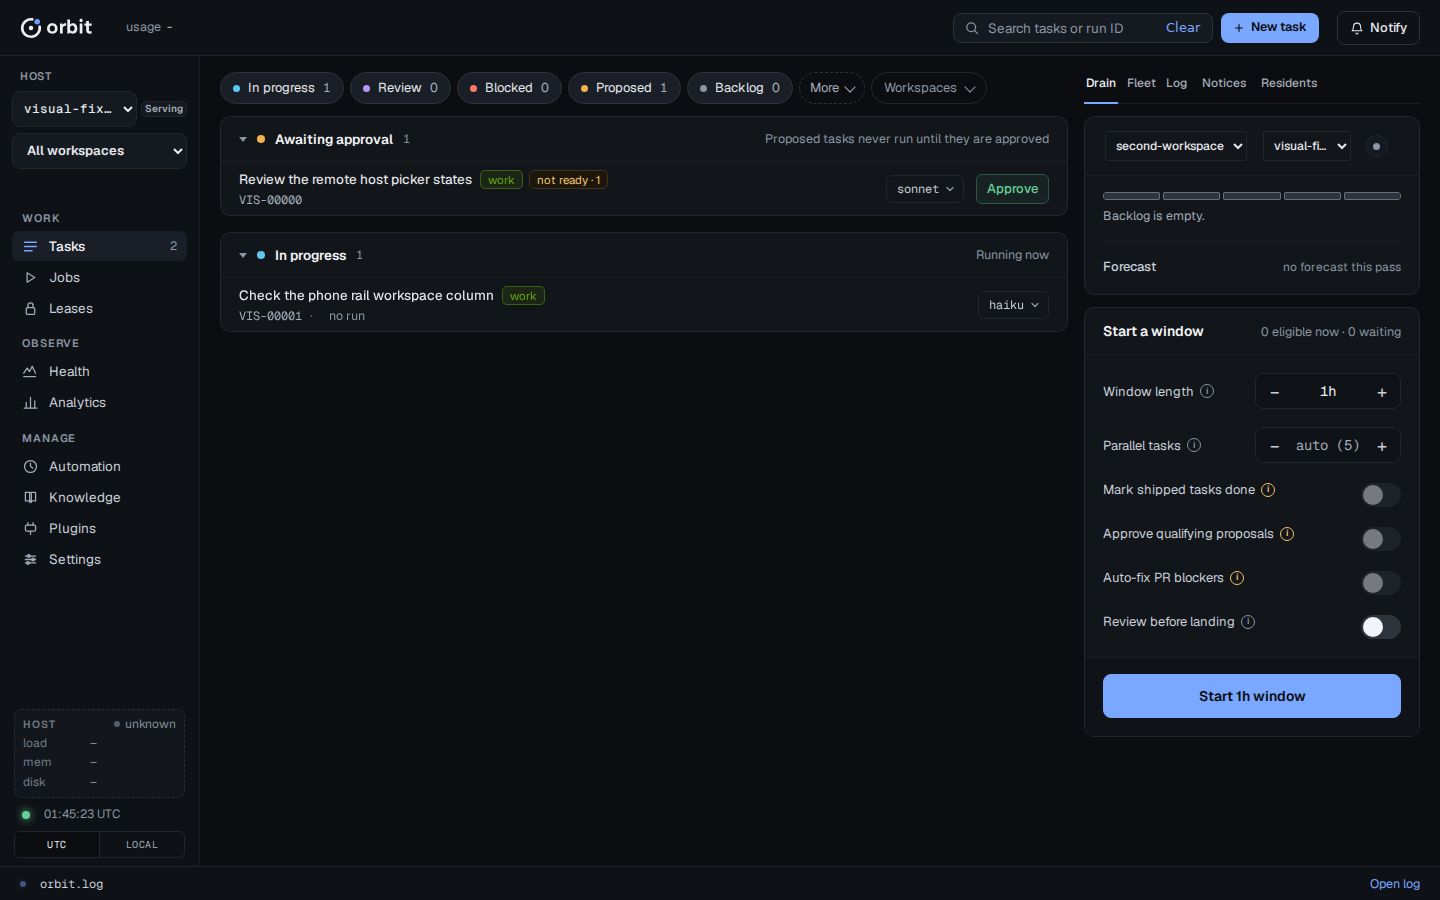 orbit
usage –
Search tasks or run ID
Clear
+ New task
Notify
HOST
visual-fix…
Serving
All workspaces
WORK
Tasks 2
Jobs
Leases
OBSERVE
Health
Analytics
MANAGE
Automation
Knowledge
Plugins
Settings
HOST unknown
load –
mem –
disk –
01:45:23 UTC
UTC LOCAL
In progress 1
Review 0
Blocked 0
Proposed 1
Backlog 0
More
Workspaces
Awaiting approval 1
Proposed tasks never run until they are approved
Review the remote host picker states work not ready · 1
VIS-00000
sonnet
Approve
In progress 1
Running now
Check the phone rail workspace column work
VIS-00001 · no run
haiku
Drain Fleet Log Notices Residents
second-workspace visual-fi…
Backlog is empty.
Forecast no forecast this pass
Start a window 0 eligible now · 0 waiting
Window length i − 1h +
Parallel tasks i − auto (5) +
Mark shipped tasks done i
Approve qualifying proposals i
Auto-fix PR blockers i
Review before landing i
Start 1h window
orbit.log
Open log